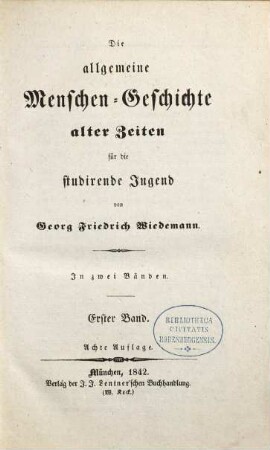 Die
allgemeine
Menschen-Geschichte
alter Zeiten
für die
studirende Jugend
von
Georg Friedrich Wiedemann.
In zwei Bänden.
Erster Band.
BIBLIOTHECA
CIVITATIS
Achte Auflage.
München, 1842.
Verlag der J. J. Lentner'schen Buchhandlung.
(W. Keck.)